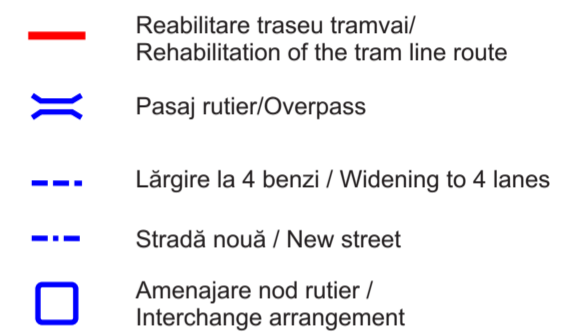 Reabilitare traseu tramvai/
Rehabilitation of the tram line route
Pasaj rutier/Overpass
Lărgire la 4 benzi / Widening to 4 lanes
Stradă nouă / New street
Amenajare nod rutier /
Interchange arrangement